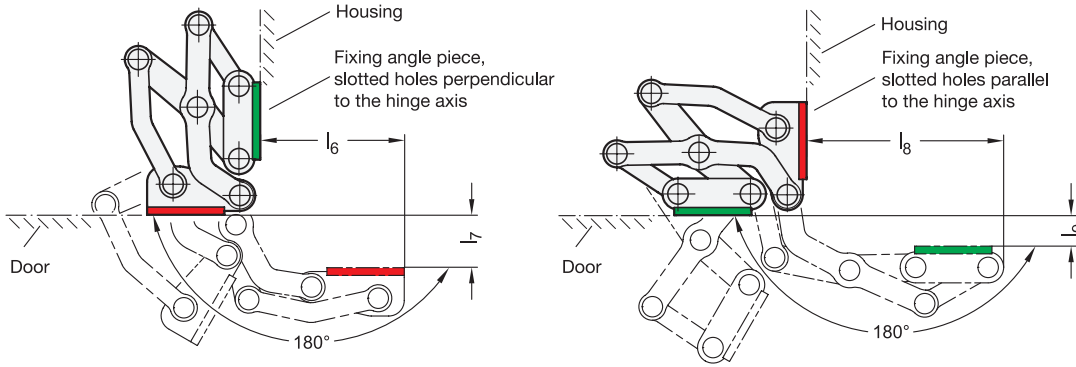 Housing
Fixing angle piece,
slotted holes perpendicular
to the hinge axis
l6
l7
Door
180°
Housing
Fixing angle piece,
slotted holes parallel
to the hinge axis
l8
Door
180°